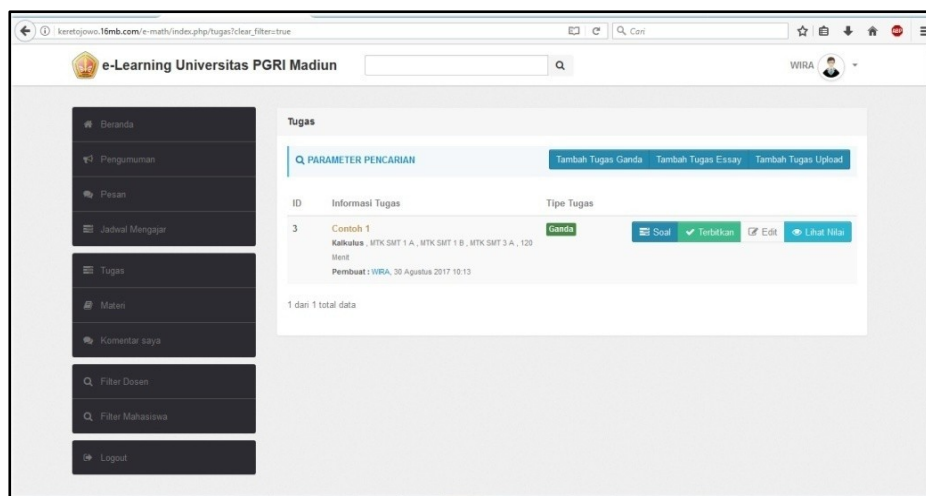 keretojowo.16mb.com/e-math/index.php/tugas?clear_filter=true
Cari
e-Learning Universitas PGRI Madiun
WIRA
Beranda
Pengumuman
Pesan
Jadwal Mengajar
Tugas
Materi
Komentar saya
Filter Dosen
Filter Mahasiswa
Logout
Tugas
PARAMETER PENCARIAN
Tambah Tugas Ganda Tambah Tugas Essay Tambah Tugas Upload
ID Informasi Tugas Tipe Tugas
3 Contoh 1 Ganda Soal Terbitkan Edit Lihat Nilai
Kalkulus , MTK SMT 1 A , MTK SMT 1 B , MTK SMT 3 A , 120
Menit
Pembuat : WIRA, 30 Agustus 2017 10:13
1 dari 1 total data